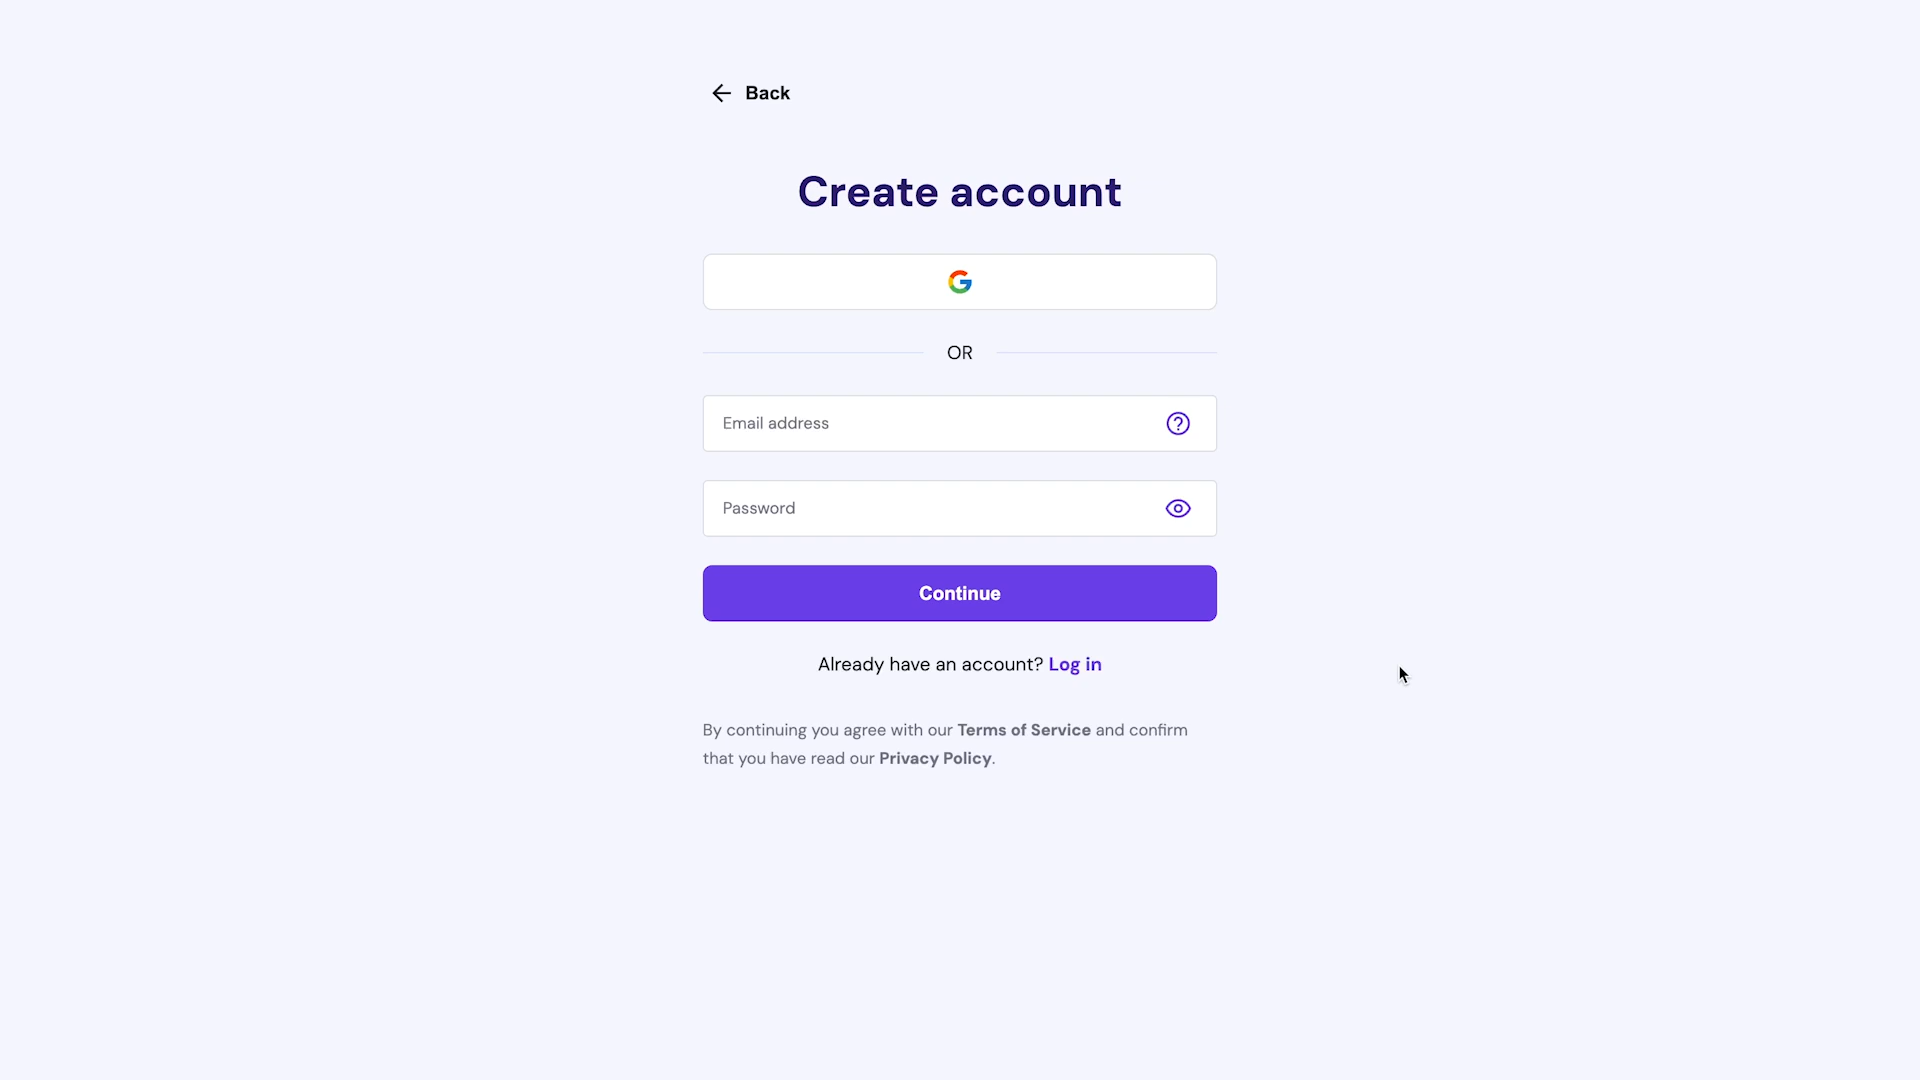 Back
Create account
OR
Email address
Password
Continue
Already have an account? Log in
By continuing you agree with our Terms of Service and confirm
that you have read our Privacy Policy.